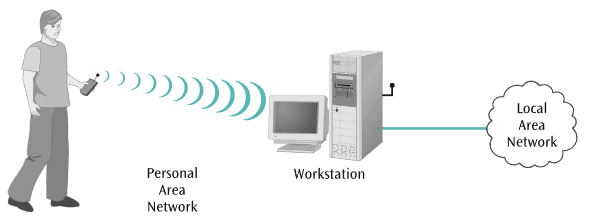 Personal
Area
Network
Workstation
Local
Area
Network